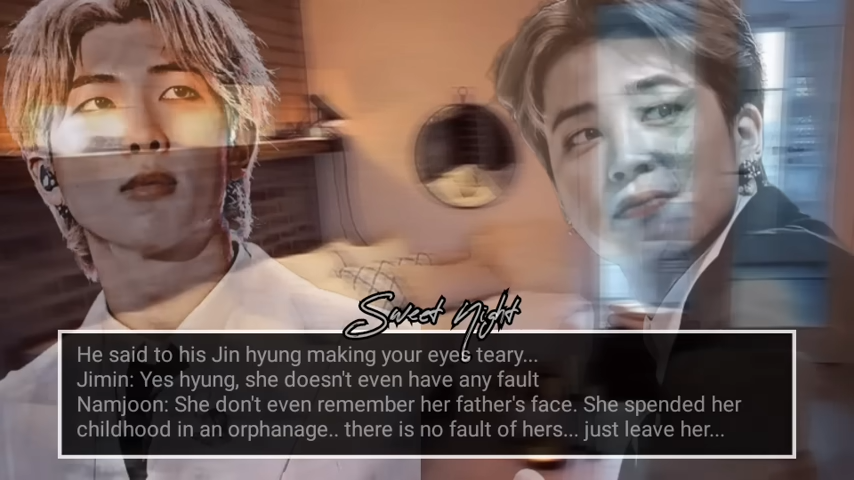 Sweet Night
He said to his Jin hyung making your eyes teary...
Jimin: Yes hyung, she doesn't even have any fault
Namjoon: She don't even remember her father's face. She spended her
childhood in an orphanage.. there is no fault of hers... just leave her...